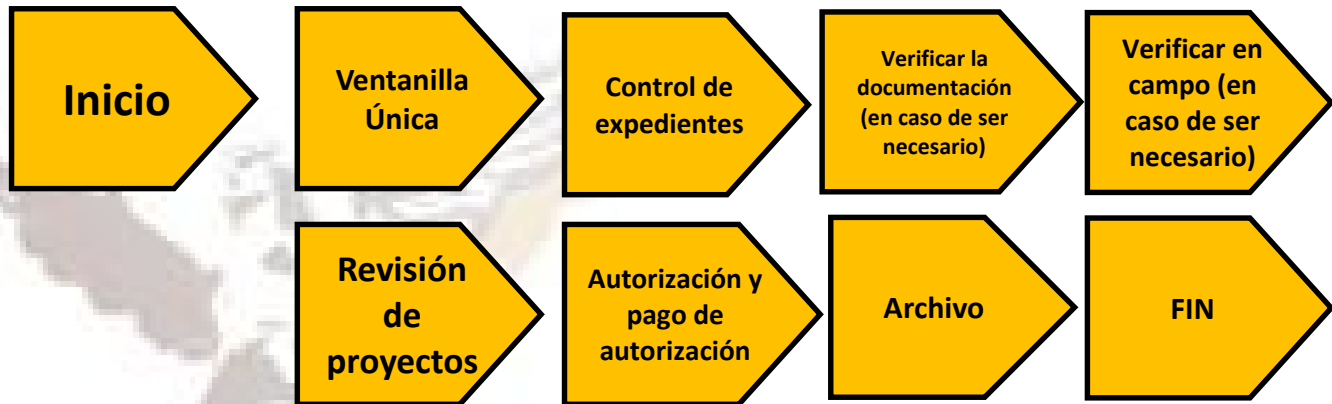 Inicio
Ventanilla
Única
Control de
expedientes
Verificar la
documentación
(en caso de ser
necesario)
Verificar en
campo (en
caso de ser
necesario)
Revisión
de
proyectos
Autorización y
pago de
autorización
Archivo
FIN